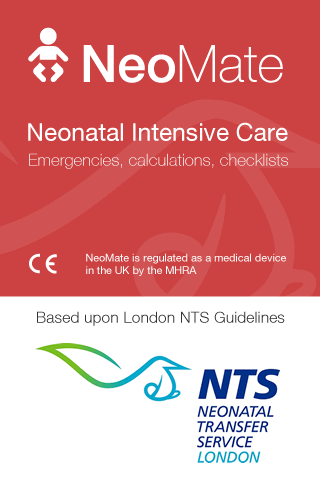 NeoMate
Neonatal Intensive Care
Emergencies, calculations, checklists
CE
NeoMate is regulated as a medical device
in the UK by the MHRA
Based upon London NTS Guidelines
NTS
NEONATAL
TRANSFER
SERVICE
LONDON